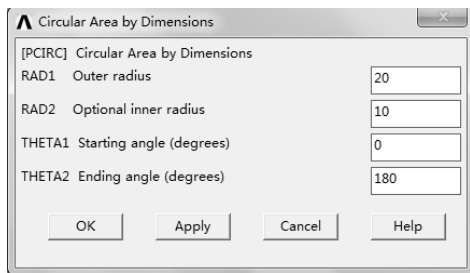 Circular Area by Dimensions
[PCIRC] Circular Area by Dimensions
RAD1 Outer radius 20
RAD2 Optional inner radius 10
THETA1 Starting angle (degrees) 0
THETA2 Ending angle (degrees) 180
OK Apply Cancel Help